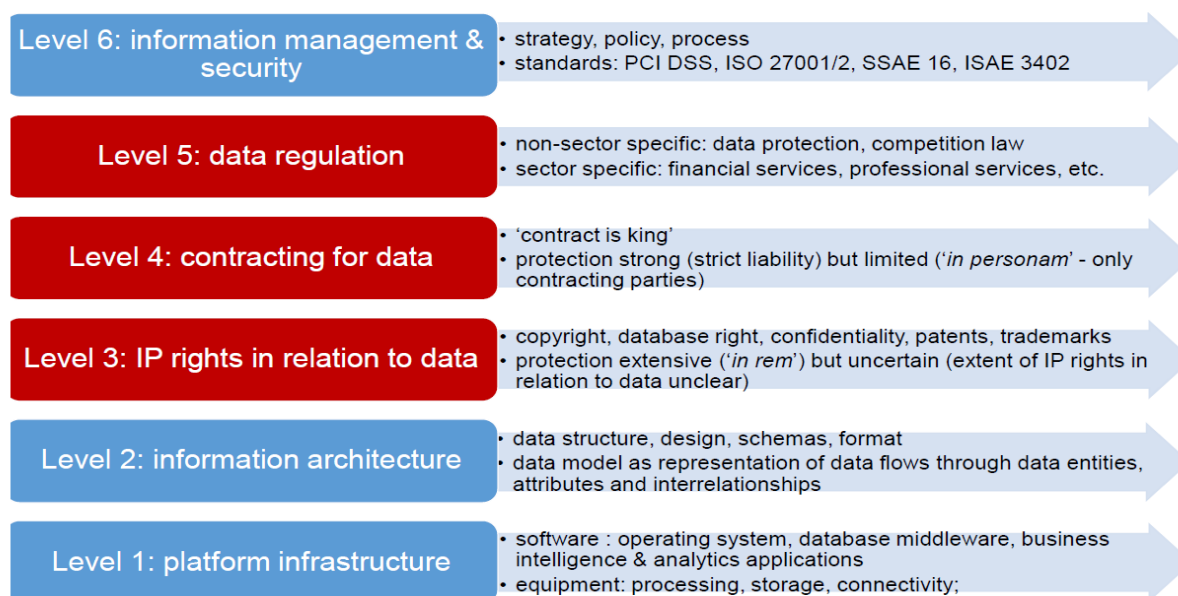 Level 6: information management &
security
• strategy, policy, process
• standards: PCI DSS, ISO 27001/2, SSAE 16, ISAE 3402
Level 5: data regulation
• non-sector specific: data protection, competition law
• sector specific: financial services, professional services, etc.
Level 4: contracting for data
• ‘contract is king’
• protection strong (strict liability) but limited (‘in personam’ - only
contracting parties)
Level 3: IP rights in relation to data
• copyright, database right, confidentiality, patents, trademarks
• protection extensive (‘in rem’) but uncertain (extent of IP rights in
relation to data unclear)
Level 2: information architecture
• data structure, design, schemas, format
• data model as representation of data flows through data entities,
attributes and interrelationships
Level 1: platform infrastructure
• software : operating system, database middleware, business
intelligence & analytics applications
• equipment: processing, storage, connectivity;